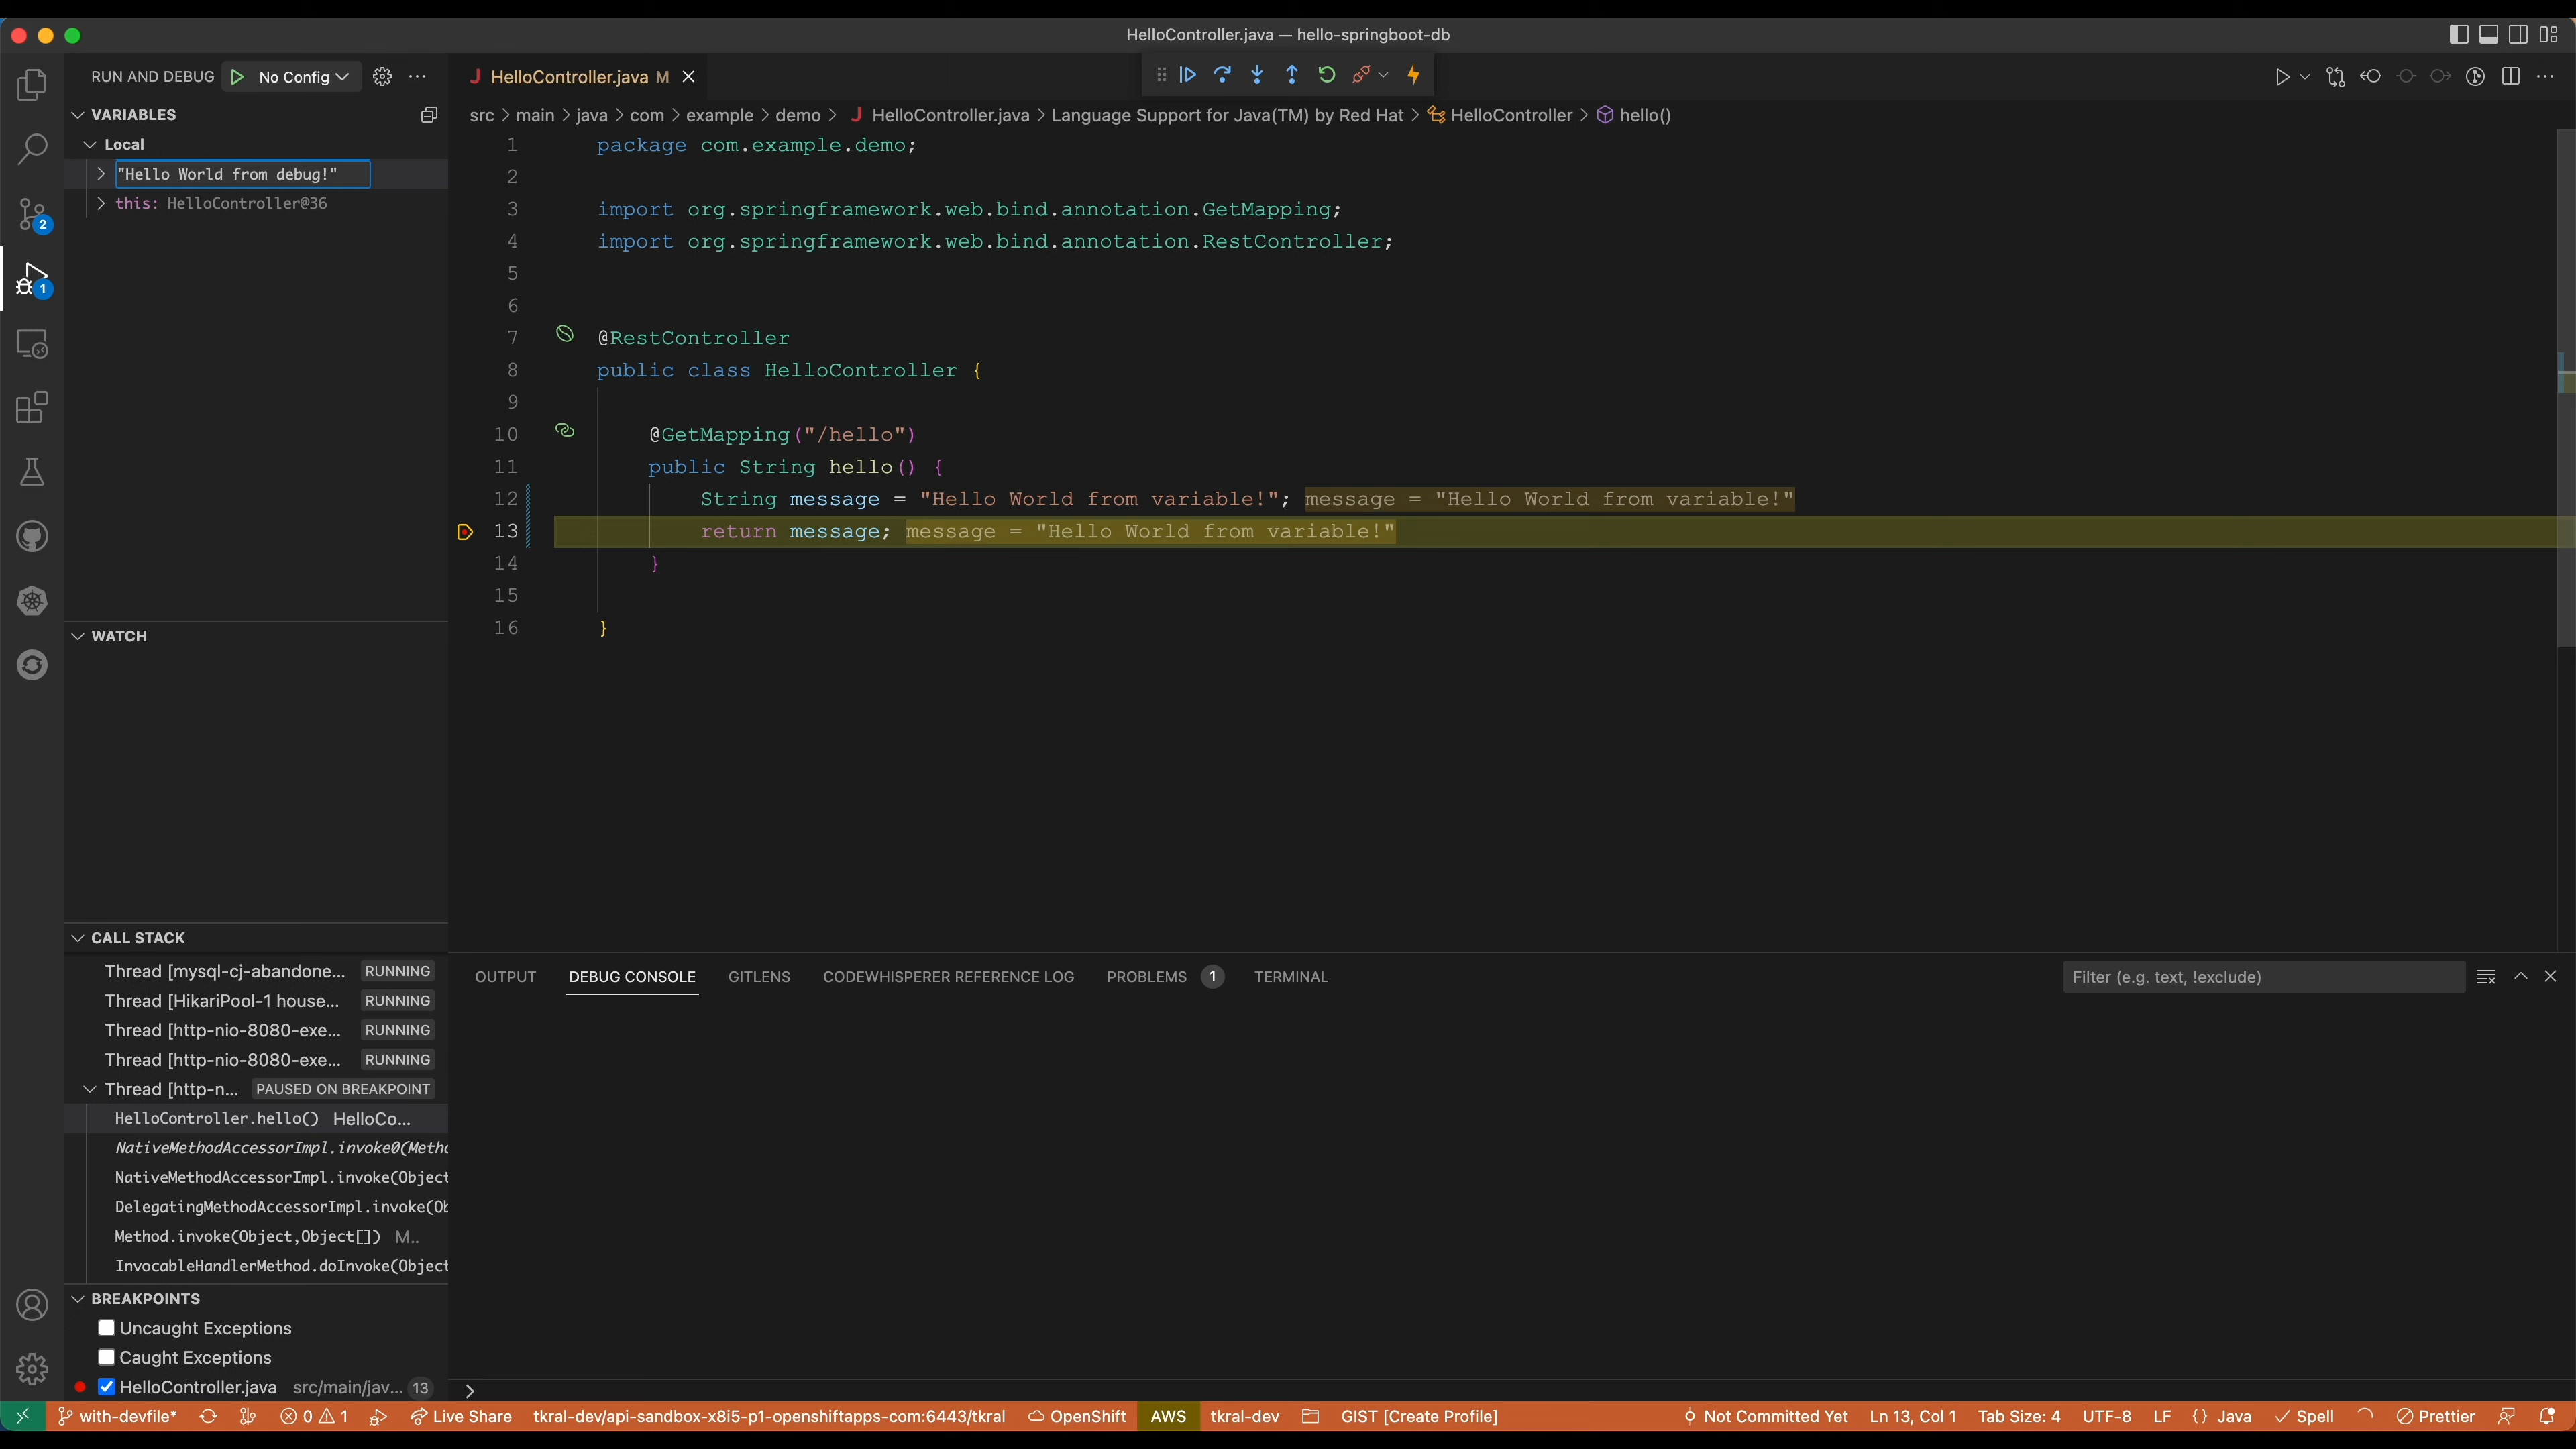 HelloController.java — hello-springboot-db
RUN AND DEBUG No Config
HelloController.java M
VARIABLES
src > main > java > com > example > demo > J HelloController.java > Language Support for Java(TM) by Red Hat > HelloController > hello()
Local
"Hello World from debug!"
this: HelloController@36
1 package com.example.demo;
2
3 import org.springframework.web.bind.annotation.GetMapping;
4 import org.springframework.web.bind.annotation.RestController;
5
6
7 @RestController
8 public class HelloController {
9
10 @GetMapping("/hello")
11 public String hello() {
12 String message = "Hello World from variable!"; message = "Hello World from variable!"
13 return message; message = "Hello World from variable!"
14 }
15
16 }
2
1
WATCH
CALL STACK
Thread [mysql-cj-abandone... RUNNING
Thread [HikariPool-1 house... RUNNING
Thread [http-nio-8080-exe... RUNNING
Thread [http-nio-8080-exe... RUNNING
Thread [http-n... PAUSED ON BREAKPOINT
HelloController.hello() HelloCo...
NativeMethodAccessorImpl.invoke0(Metho
NativeMethodAccessorImpl.invoke(Object
DelegatingMethodAccessorImpl.invoke(Ob
Method.invoke(Object,Object[]) M..
InvocableHandlerMethod.doInvoke(Object
BREAKPOINTS
Uncaught Exceptions
Caught Exceptions
HelloController.java src/main/jav... 13
OUTPUT DEBUG CONSOLE GITLENS CODEWHISPERER REFERENCE LOG PROBLEMS 1 TERMINAL
Filter (e.g. text, !exclude)
with-devfile* 0 1 Live Share tkral-dev/api-sandbox-x8i5-p1-openshiftapps-com:6443/tkral OpenShift AWS tkral-dev GIST [Create Profile] Not Committed Yet Ln 13, Col 1 Tab Size: 4 UTF-8 LF {} Java Spell Prettier